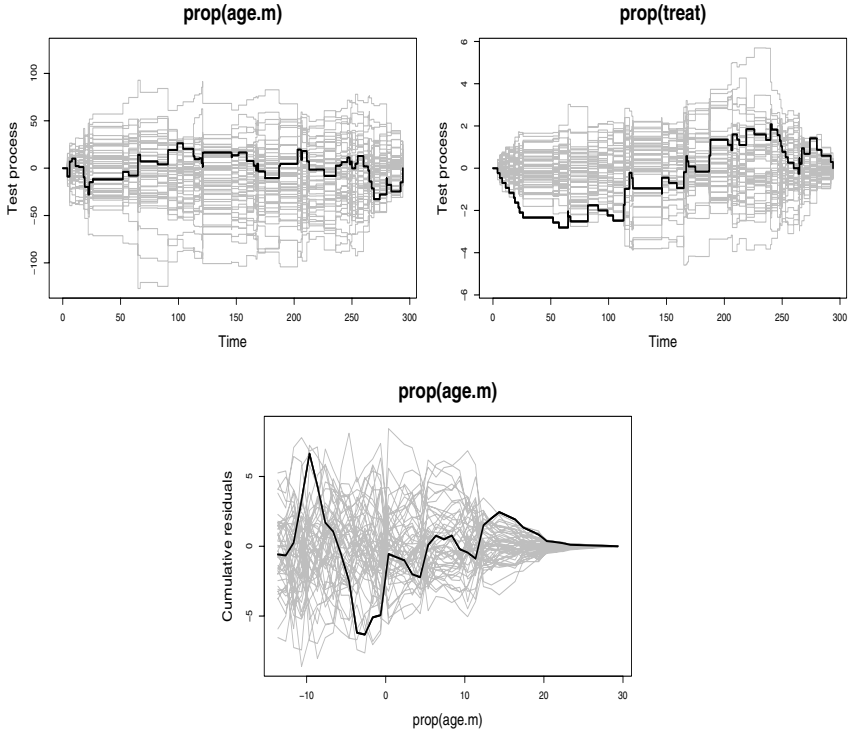 prop(age.m)
Test process
100
50
0
−50
−100
0 50 100 150 200 250 300
Time
prop(treat)
Test process
6
4
2
0
−2
−4
−6
0 50 100 150 200 250 300
Time
prop(age.m)
Cumulative residuals
5
0
−5
−10 0 10 20 30
prop(age.m)